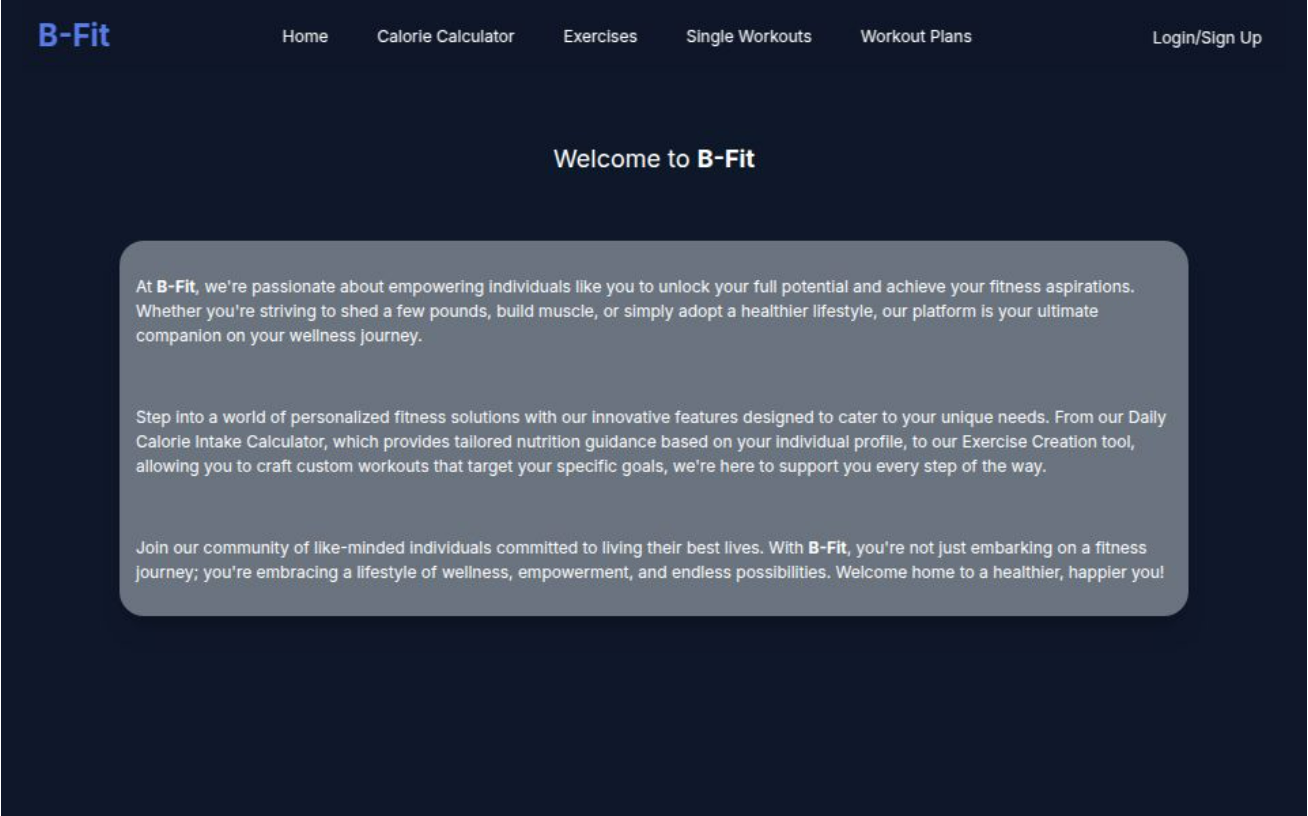 B-Fit
Home
Calorie Calculator
Exercises
Single Workouts
Workout Plans
Login/Sign Up
Welcome to B-Fit
At B-Fit, we're passionate about empowering individuals like you to unlock your full potential and achieve your fitness aspirations.
Whether you're striving to shed a few pounds, build muscle, or simply adopt a healthier lifestyle, our platform is your ultimate
companion on your wellness journey.
Step into a world of personalized fitness solutions with our innovative features designed to cater to your unique needs. From our Daily
Calorie Intake Calculator, which provides tailored nutrition guidance based on your individual profile, to our Exercise Creation tool,
allowing you to craft custom workouts that target your specific goals, we're here to support you every step of the way.
Join our community of like-minded individuals committed to living their best lives. With B-Fit, you're not just embarking on a fitness
journey; you're embracing a lifestyle of wellness, empowerment, and endless possibilities. Welcome home to a healthier, happier you!